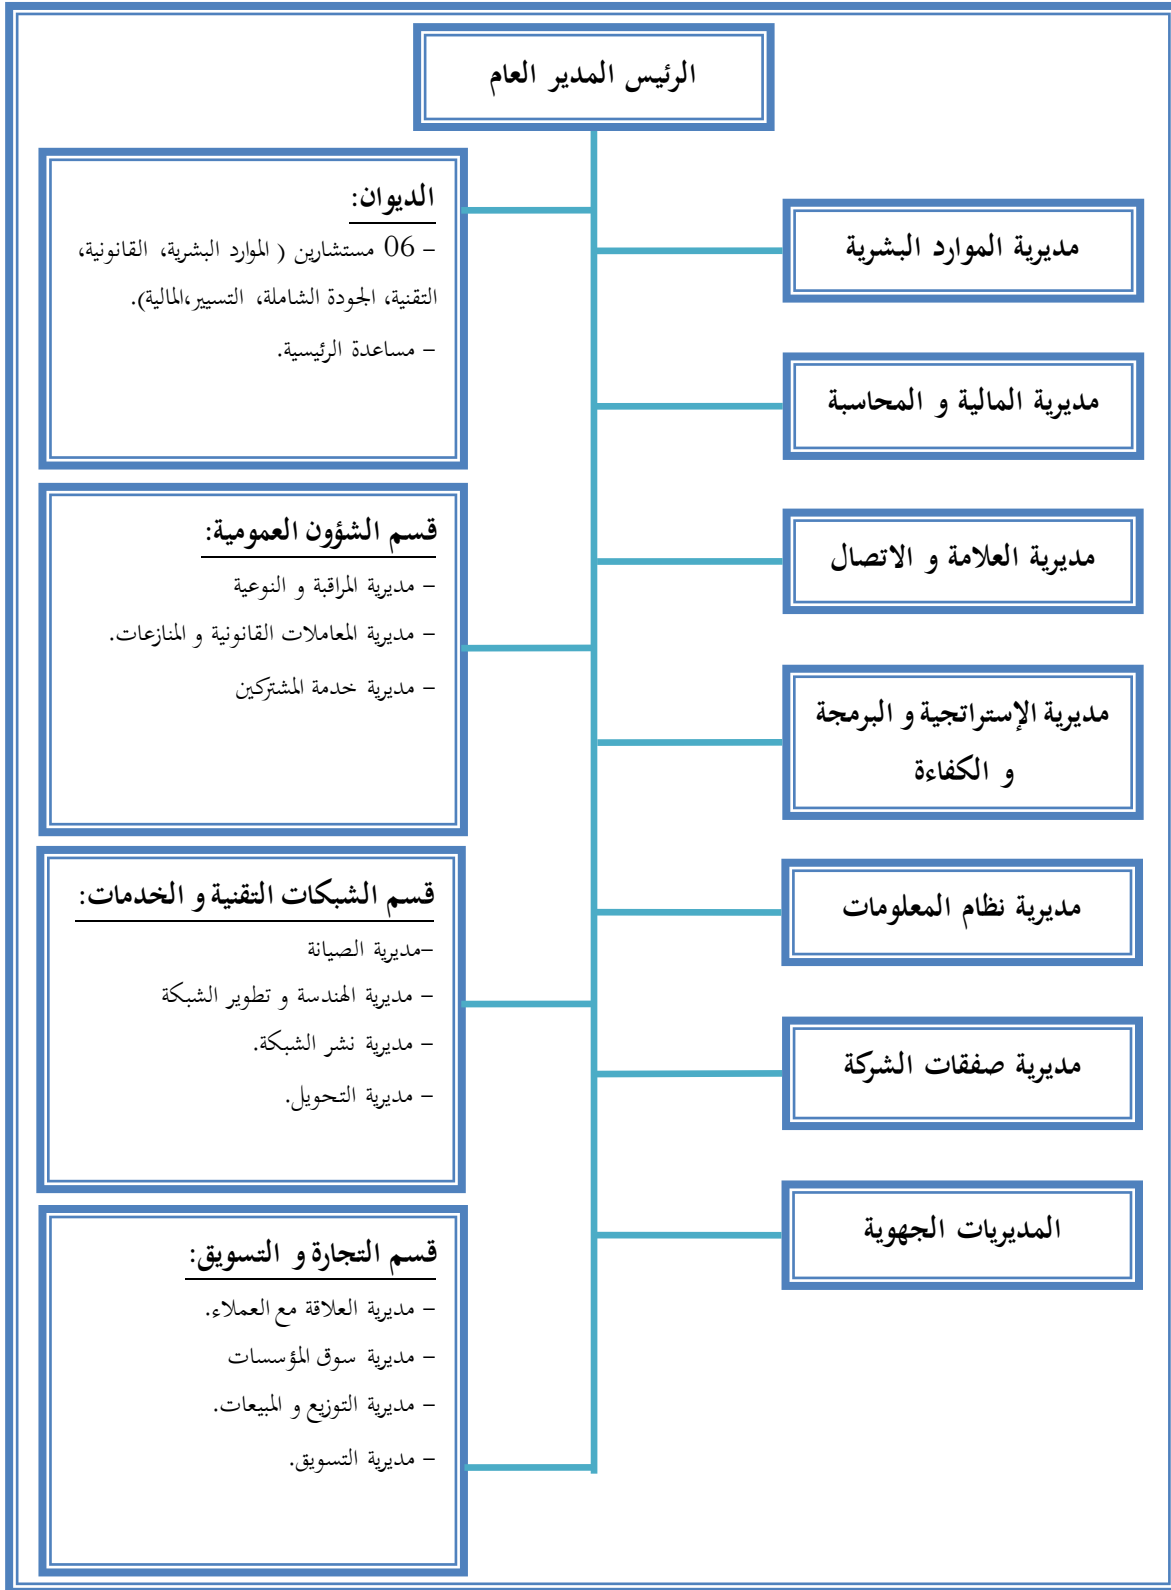 الرئيس المدير العام
مديرية الموارد البشرية
مديرية المالية و المحاسبة
مديرية العلامة و الاتصال
مديرية الإستراتجية و البرمجة
و الكفاءة
مديرية نظام المعلومات
مديرية صفقات الشركة
المديريات الجهوية
الديوان:
– 06 مستشارين ( الموارد البشرية، القانونية،
التقنية، الجودة الشاملة، التسيير،المالية).
– مساعدة الرئيسية.
قسم الشؤون العمومية:
– مديرية المراقبة و النوعية
– مديرية المعاملات القانونية و المنازعات.
– مديرية خدمة المشتركين
قسم الشبكات التقنية و الخدمات:
–مديرية الصيانة
– مديرية الهندسة و تطوير الشبكة
– مديرية نشر الشبكة.
– مديرية التحويل.
قسم التجارة و التسويق:
– مديرية العلاقة مع العملاء.
– مديرية سوق المؤسسات
– مديرية التوزيع و المبيعات.
– مديرية التسويق.